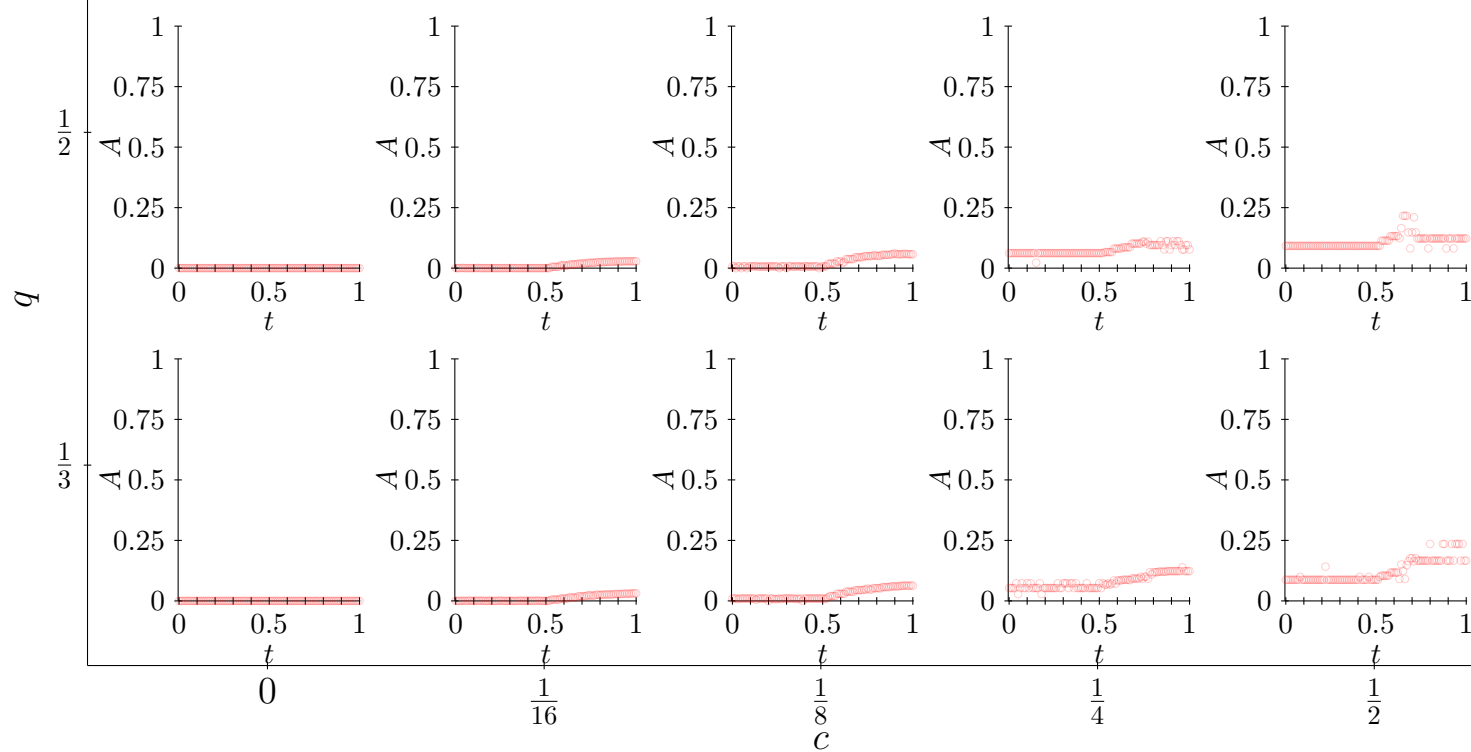 1 1 1 1 1
0.75 0.75 0.75 0.75 0.75
1/2 A 0.5 A 0.5 A 0.5 A 0.5 A 0.5
0.25 0.25 0.25 0.25 0.25
0 0 0 0 0
0 0.5 1 0 0.5 1 0 0.5 1 0 0.5 1 0 0.5 1
t t t t t
q
1 1 1 1 1
0.75 0.75 0.75 0.75 0.75
1/3 A 0.5 A 0.5 A 0.5 A 0.5 A 0.5
0.25 0.25 0.25 0.25 0.25
0 0 0 0 0
0 0.5 1 0 0.5 1 0 0.5 1 0 0.5 1 0 0.5 1
t t t t t
0 1/16 1/8 1/4 1/2
c